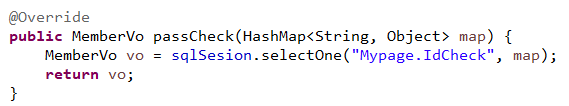 @Override
public MemberVo passCheck(HashMap<String, Object> map) {
    MemberVo vo = sqlSesion.selectOne("Mypage.IdCheck", map);
    return vo;
}